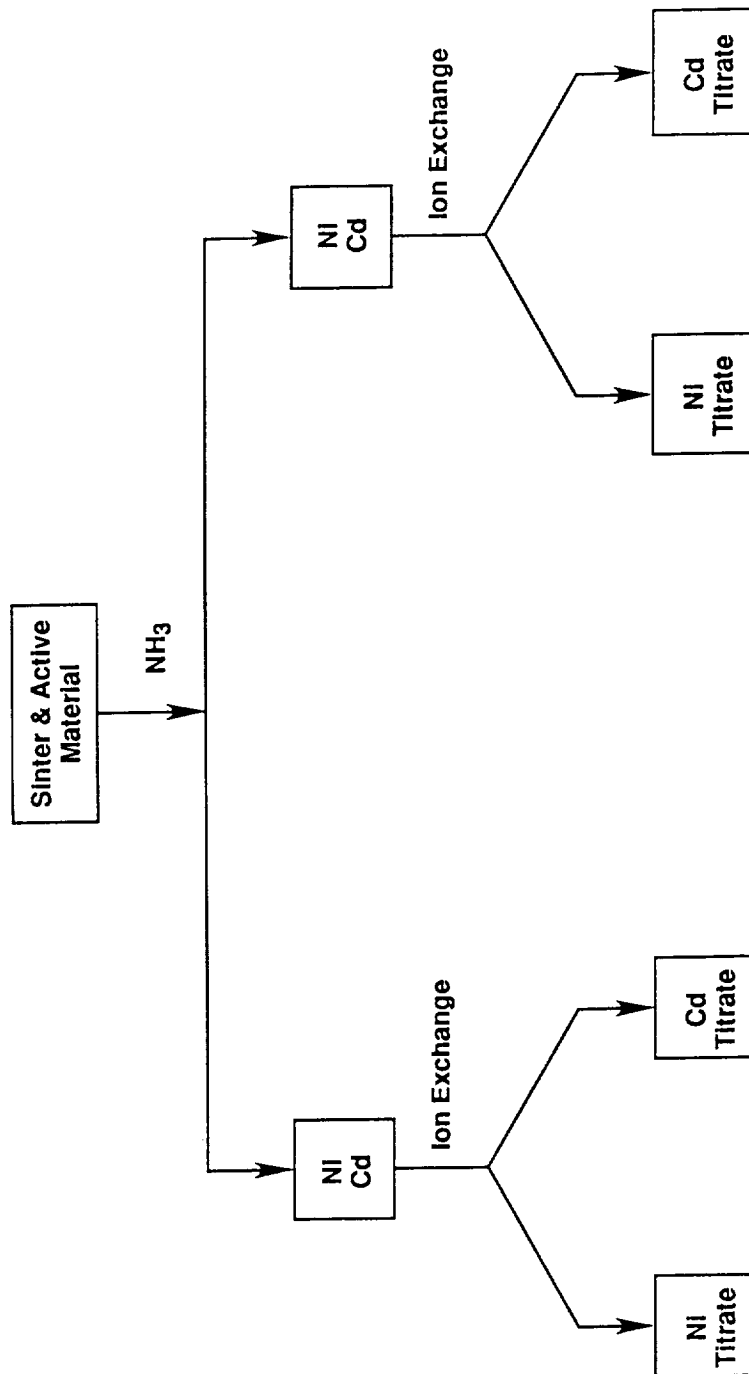 Sinter & Active
Material
NH3
Ni
Cd
Ni
Cd
Ion Exchange
Ion Exchange
Ni
Titrate
Cd
Titrate
Ni
Titrate
Cd
Titrate